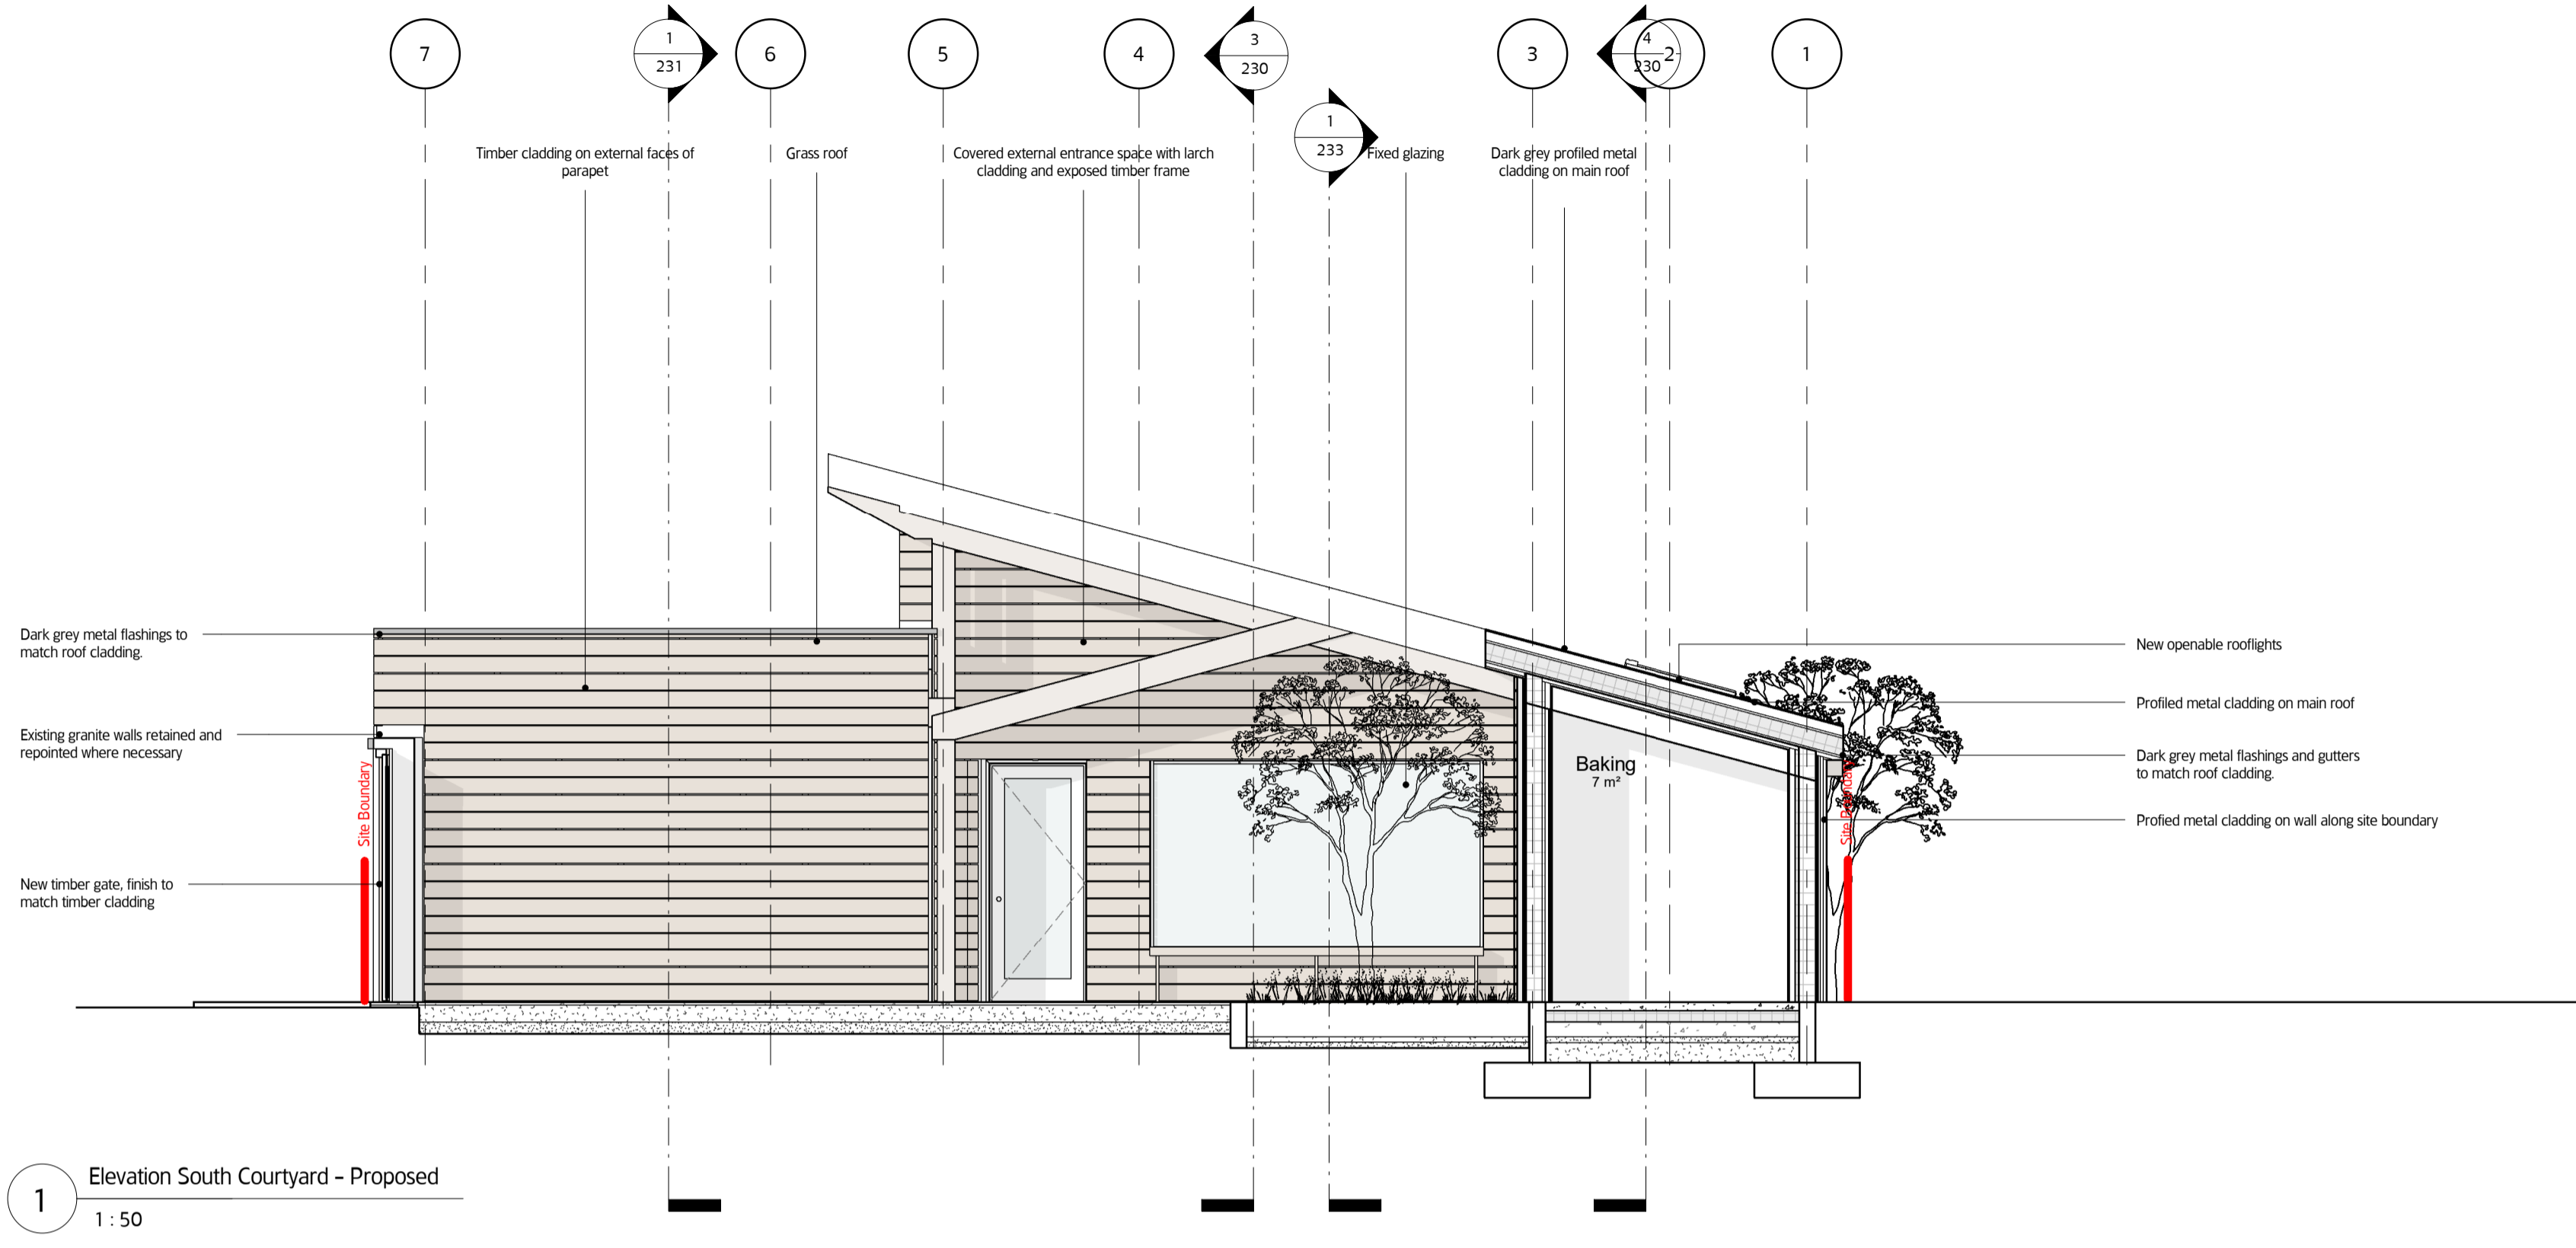 7
1
231
6
5
4
3
230
3
4
230
2
1
1
233
Timber cladding on external faces of
parapet
Grass roof
Covered external entrance space with larch
cladding and exposed timber frame
Fixed glazing
Dark grey profiled metal
cladding on main roof
Dark grey metal flashings to
match roof cladding.
Existing granite walls retained and
repointed where necessary
New timber gate, finish to
match timber cladding
Site Boundary
Baking
7 m²
Site Boundary
New openable rooflights
Profiled metal cladding on main roof
Dark grey metal flashings and gutters
to match roof cladding.
Profied metal cladding on wall along site boundary
1
Elevation South Courtyard - Proposed
1 : 50